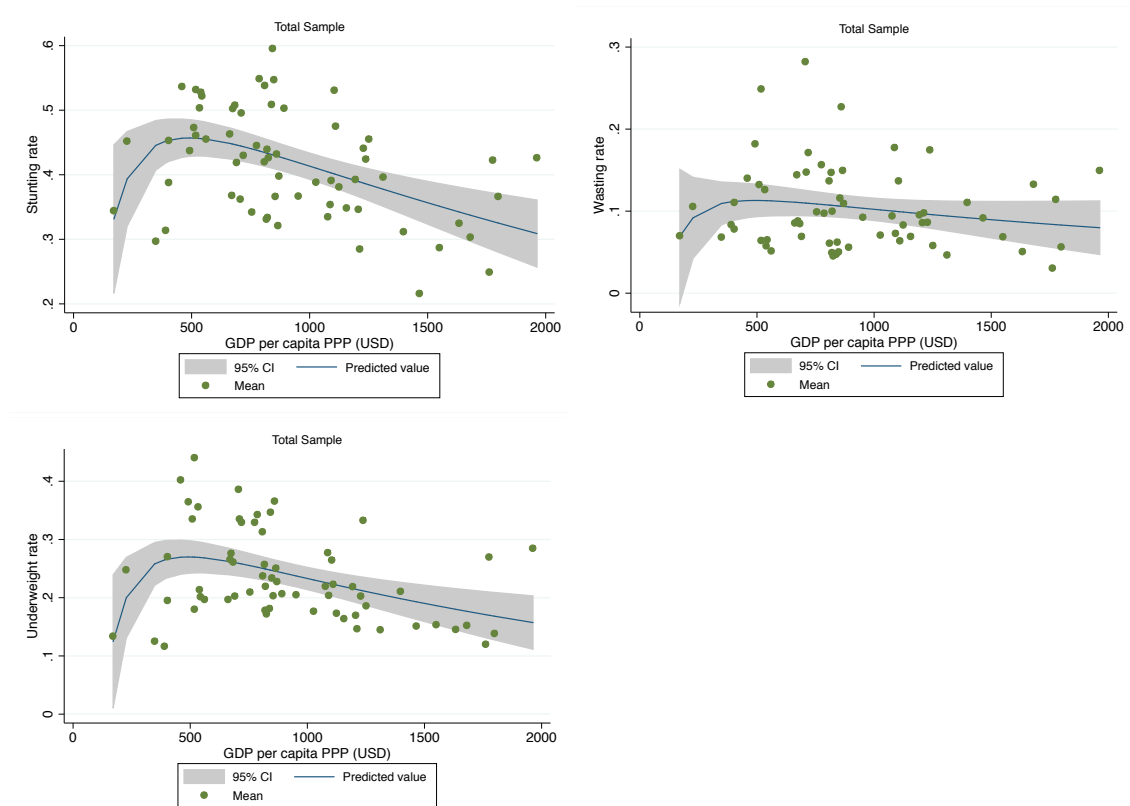 Total Sample
Stunting rate
.6
.5
.4
.3
.2
0 500 1000 1500 2000
GDP per capita PPP (USD)
95% CI Predicted value
Mean
Total Sample
Wasting rate
.3
.2
.1
0
0 500 1000 1500 2000
GDP per capita PPP (USD)
95% CI Predicted value
Mean
Total Sample
Underweight rate
.4
.3
.2
.1
0
0 500 1000 1500 2000
GDP per capita PPP (USD)
95% CI Predicted value
Mean